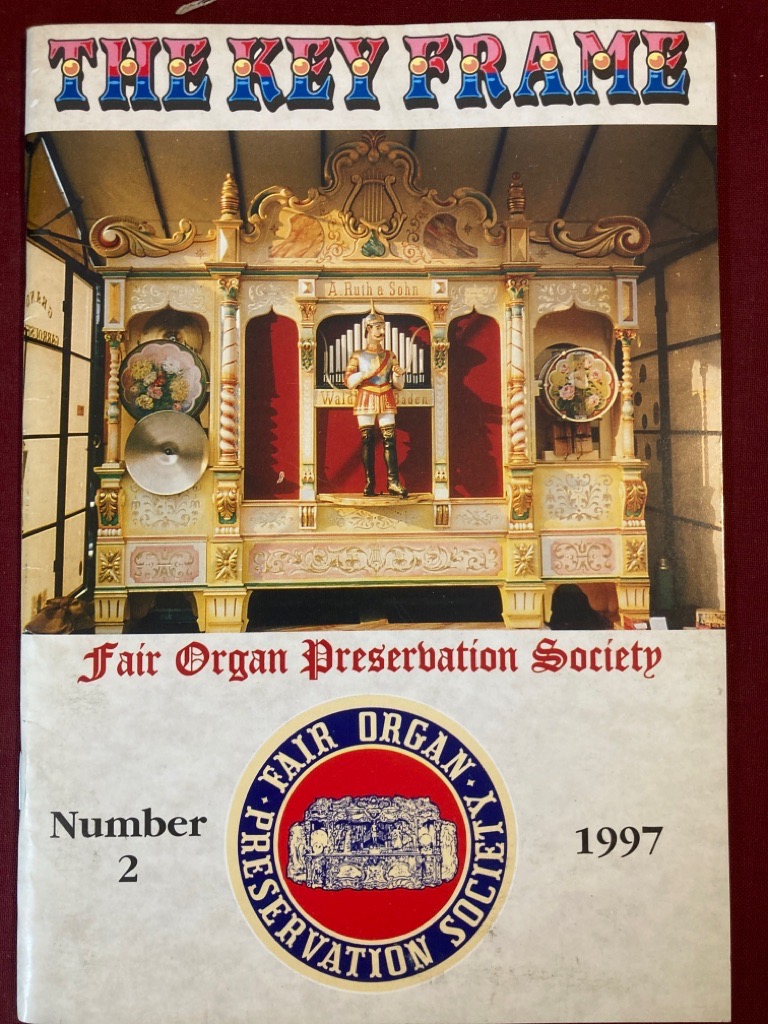 THE KEY FRAME
A. Ruth & Sohn
Fair Organ Preservation Society
FAIR ORGAN · PRESERVATION SOCIETY ·
Number
2
1997